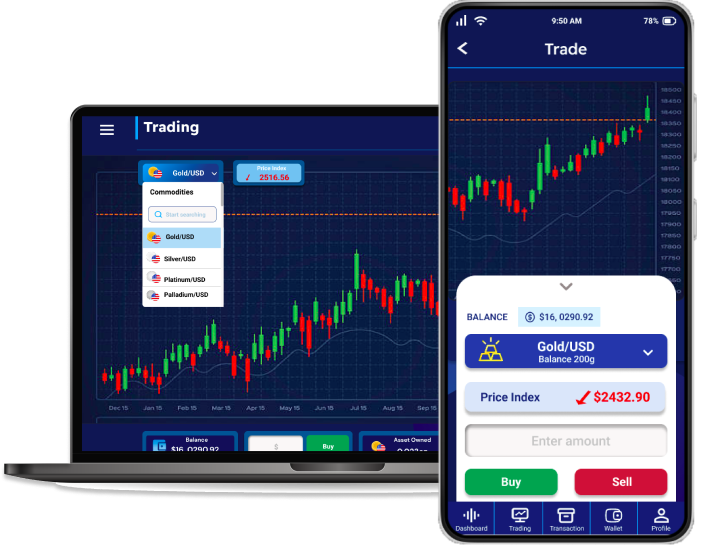 Trading
Gold/USD
Price Index
2516.56
Commodities
Start searching
Gold/USD
Silver/USD
Platinum/USD
Palladium/USD
Dec 15 Jan 15 Feb 15 Mar 15 Apr 15 May 15 Jun 15 Jul 15 Aug 15 Sep 15
Balance
$16, 0290.92
$
Buy
Asset Owned
9:50 AM
78%
Trade
18500
18450
18400
18350
18300
18250
18200
18150
18100
18050
18000
17950
17900
17850
17800
17750
17700
17650
BALANCE
$16, 0290.92
Gold/USD
Balance 200g
Price Index
$2432.90
Enter amount
Buy
Sell
Dashboard
Trading
Transaction
Wallet
Profile